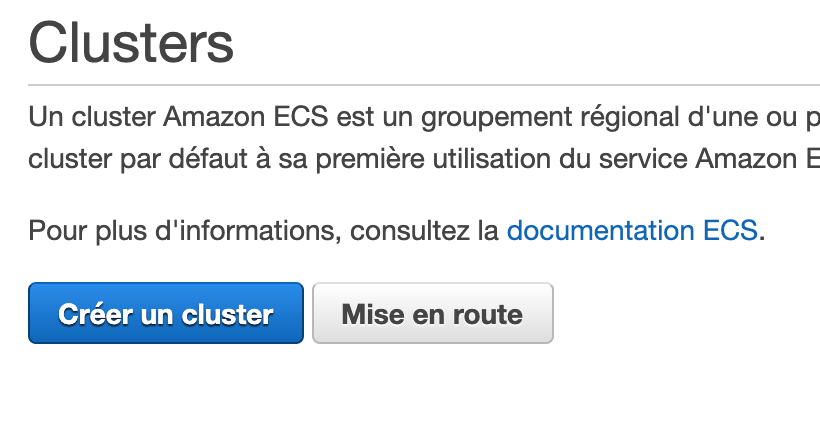 Clusters
Un cluster Amazon ECS est un groupement régional d'une ou
cluster par défaut à sa première utilisation du service Amazon
Pour plus d'informations, consultez la documentation ECS.
Créer un cluster
Mise en route